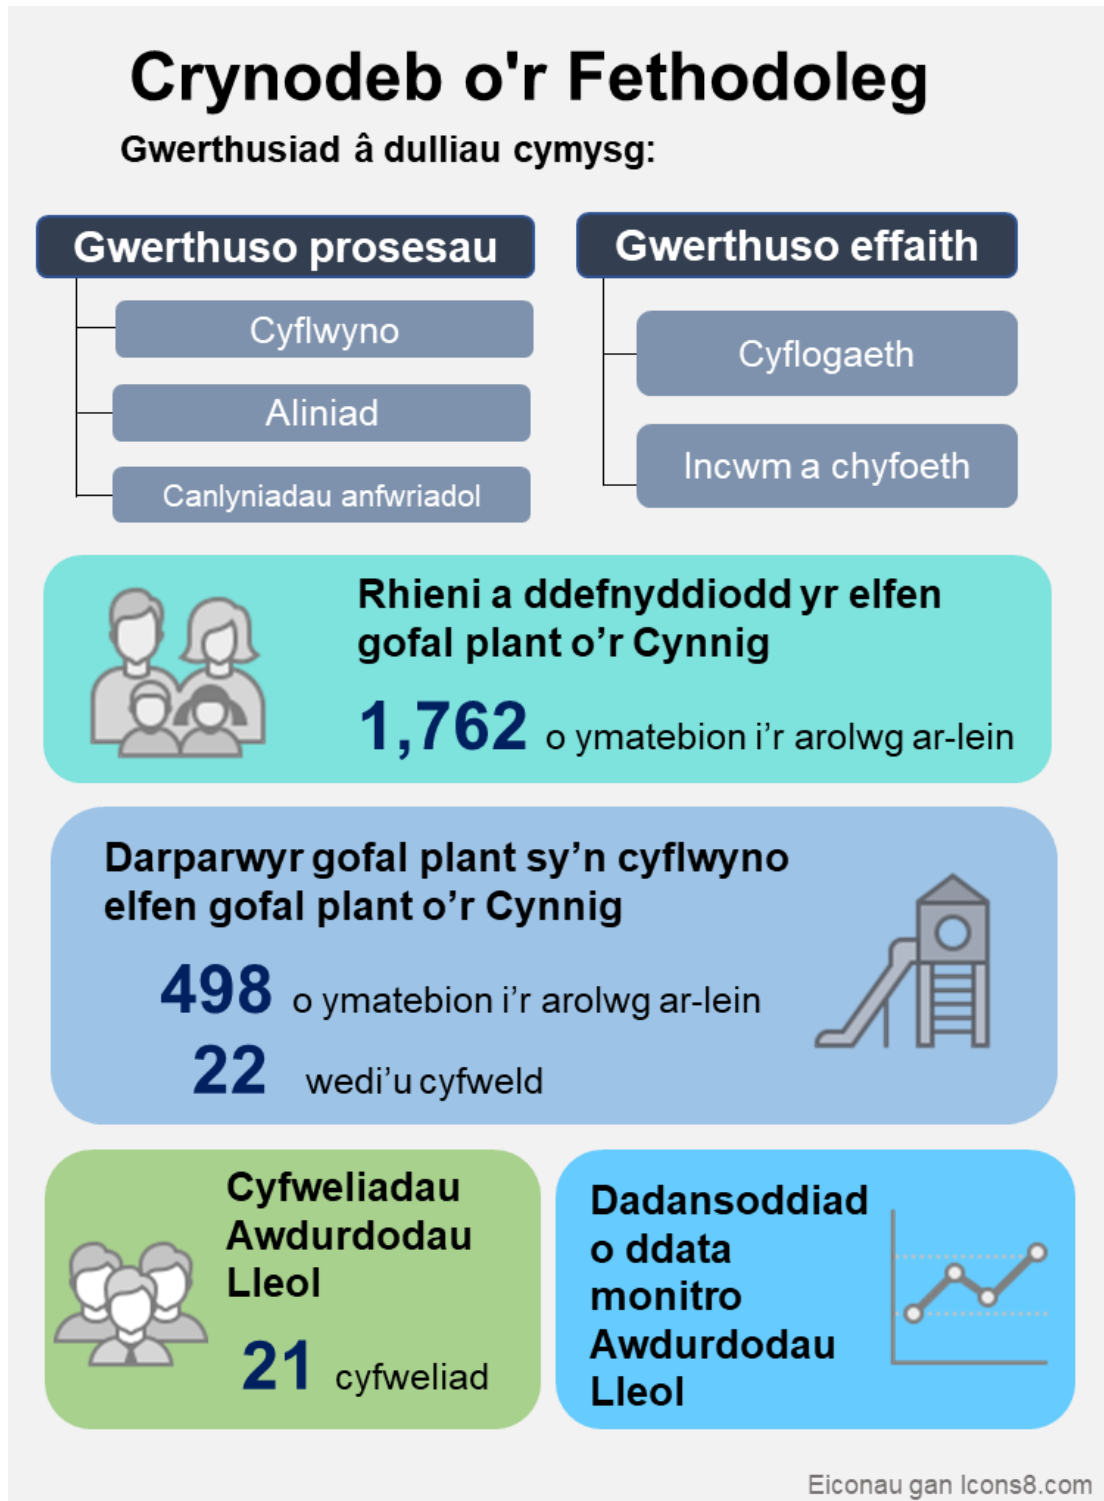 Crynodeb o'r Fethodoleg
Gwerthusiad â dulliau cymysg:
Gwerthuso prosesau
Cyflwyno
Aliniad
Canlyniadau anfwriadol
Gwerthuso effaith
Cyflogaeth
Incwm a chyfoeth
Rhieni a ddefnyddiodd yr elfen
gofal plant o’r Cynnig
1,762 o ymatebion i’r arolwg ar-lein
Darparwyr gofal plant sy’n cyflwyno
elfen gofal plant o’r Cynnig
498 o ymatebion i’r arolwg ar-lein
22 wedi’u cyfweld
Cyfweliadau
Awdurdodau
Lleol
21 cyfweliad
Dadansoddiad
o ddata
monitro
Awdurdodau
Lleol
Eiconau gan Icons8.com